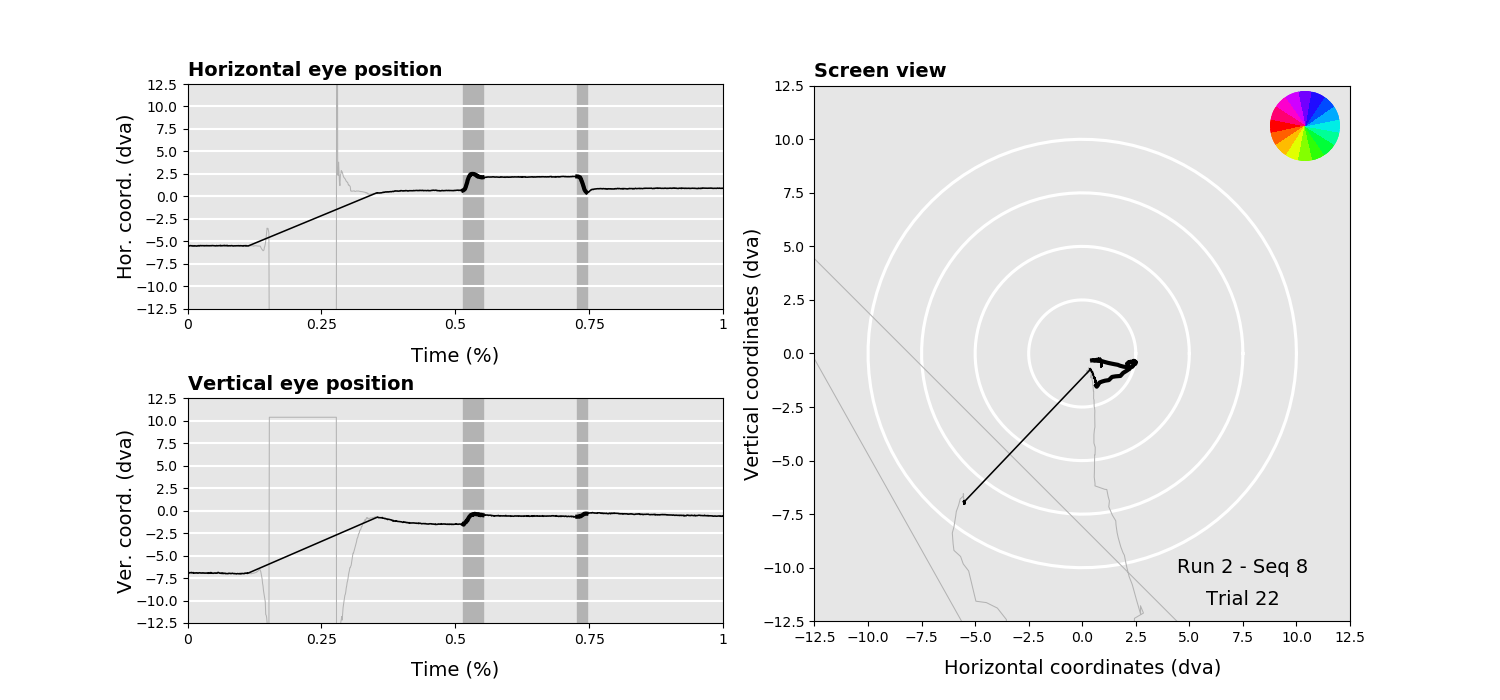 Horizontal eye position
Hor. coord. (dva)
12.5
10.0
7.5
5.0
2.5
0.0
−2.5
−5.0
−7.5
−10.0
−12.5
0 0.25 0.5 0.75 1
Time (%)
Vertical eye position
Ver. coord. (dva)
12.5
10.0
7.5
5.0
2.5
0.0
−2.5
−5.0
−7.5
−10.0
−12.5
0 0.25 0.5 0.75 1
Time (%)
Screen view
Vertical coordinates (dva)
12.5
10.0
7.5
5.0
2.5
0.0
−2.5
−5.0
−7.5
−10.0
−12.5
Run 2 - Seq 8
Trial 22
−12.5 −10.0 −7.5 −5.0 −2.5 0.0 2.5 5.0 7.5 10.0 12.5
Horizontal coordinates (dva)